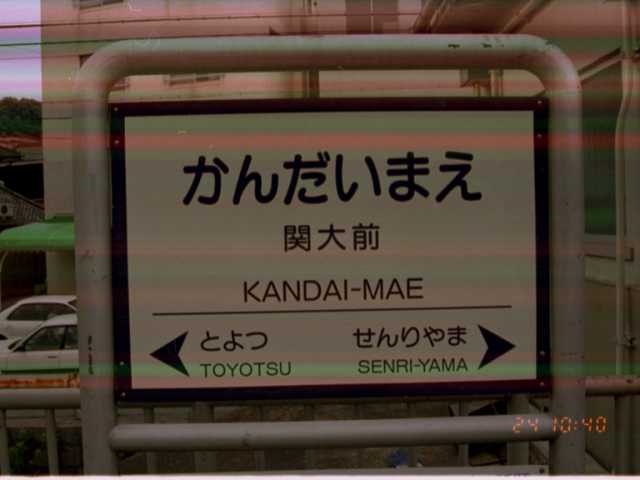 かんだいまえ
関大前
KANDAI-MAE
とよつ せんりやま
TOYOTSU SENRI-YAMA
24 10:40